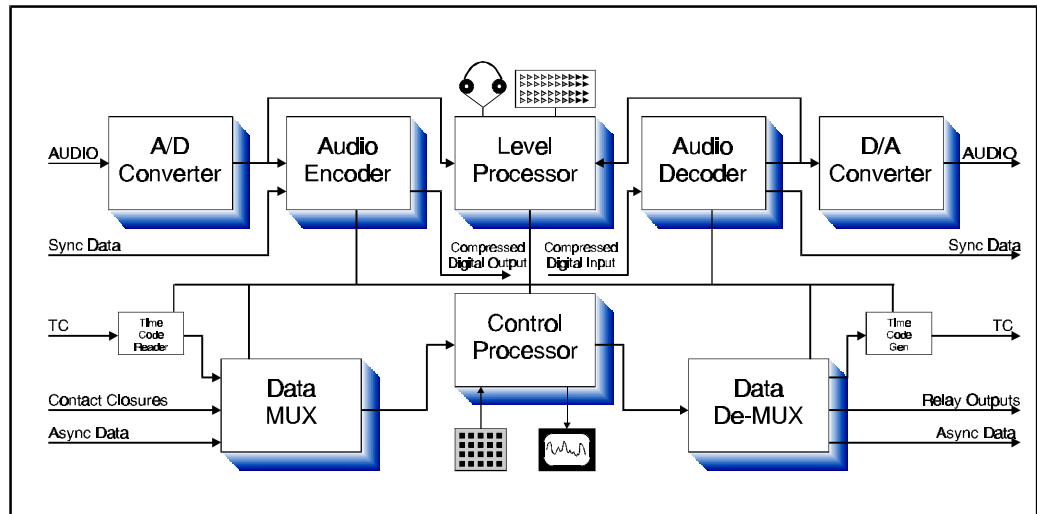 AUDIO
A/D
Converter
Audio
Encoder
Level
Processor
Audio
Decoder
D/A
Converter
AUDIO
Sync Data
Compressed
Digital Output
Compressed
Digital Input
Sync Data
TC
Time
Code
Reader
Control
Processor
Time
Code
Gen
TC
Data
MUX
Data
De-MUX
Contact Closures
Relay Outputs
Async Data
Async Data